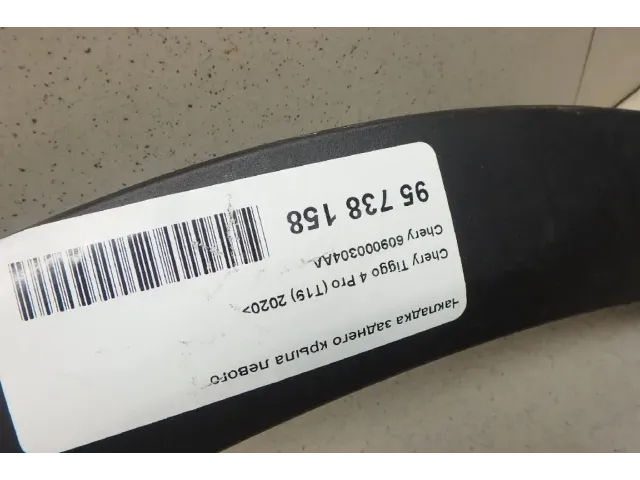 95 738 158
Chery 609000304AA
Chery Tiggo 4 Pro (T19) 2020>
Накладка заднего крыла левого